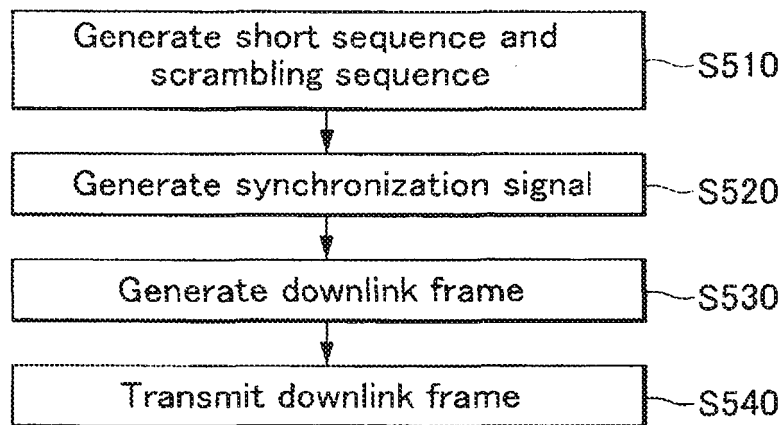 Generate short sequence and
scrambling sequence
S510
Generate synchronization signal
S520
Generate downlink frame
S530
Transmit downlink frame
S540